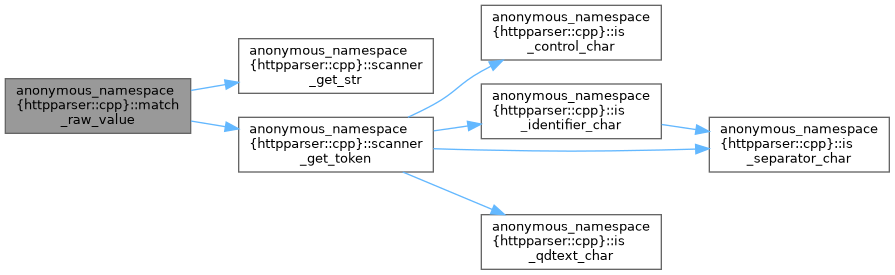 anonymous_namespace
{httpparser::cpp}::match
_raw_value
anonymous_namespace
{httpparser::cpp}::scanner
_get_str
anonymous_namespace
{httpparser::cpp}::scanner
_get_token
anonymous_namespace
{httpparser::cpp}::is
_control_char
anonymous_namespace
{httpparser::cpp}::is
_identifier_char
anonymous_namespace
{httpparser::cpp}::is
_separator_char
anonymous_namespace
{httpparser::cpp}::is
_qdtext_char